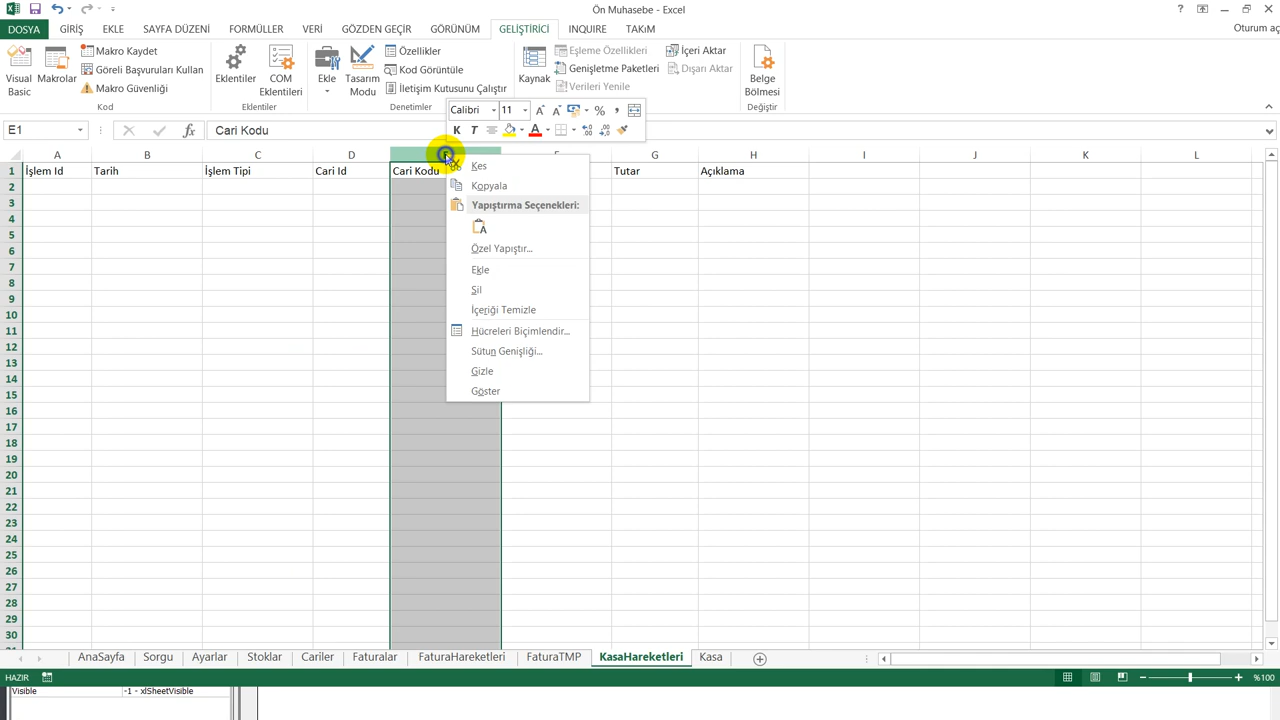 Ön Muhasebe - Excel
DOSYA GİRİŞ EKLE SAYFA DÜZENİ FORMÜLLER VERİ GÖZDEN GEÇİR GÖRÜNÜM GELİŞTİRİCİ INQUIRE TAKıM Oturum aç
Visual Basic
Makrolar
Makro Kaydet
Göreli Başvuruları Kullan
Makro Güvenliği
Kod
Eklentiler
COM Eklentileri
Eklentiler
Ekle
Tasarım Modu
Özellikler
Kod Görüntüle
İletişim Kutusunu Çalıştır
Denetimler
Kaynak
Eşleme Özellikleri
Genişletme Paketleri
Verileri Yenile
İçeri Aktar
Dışarı Aktar
Belge Bölmesi
Değiştir
Calibri 11 %
K T A
E1 fx Cari Kodu
A B C D E F G H I J K L
1 İşlem Id Tarih İşlem Tipi Cari Id Cari Kodu Tutar Açıklama
2
3
4
5
6
7
8
9
10
11
12
13
14
15
16
17
18
19
20
21
22
23
24
25
26
27
28
29
30
Kes
Kopyala
Yapıştırma Seçenekleri:
Özel Yapıştır...
Ekle
Sil
İçeriği Temizle
Hücreleri Biçimlendir...
Sütun Genişliği...
Gizle
Göster
AnaSayfa Sorgu Ayarlar Stoklar Cariler Faturalar FaturaHareketleri FaturaTMP KasaHareketleri Kasa
HAZIR %100
Visible -1 - xlSheetVisible